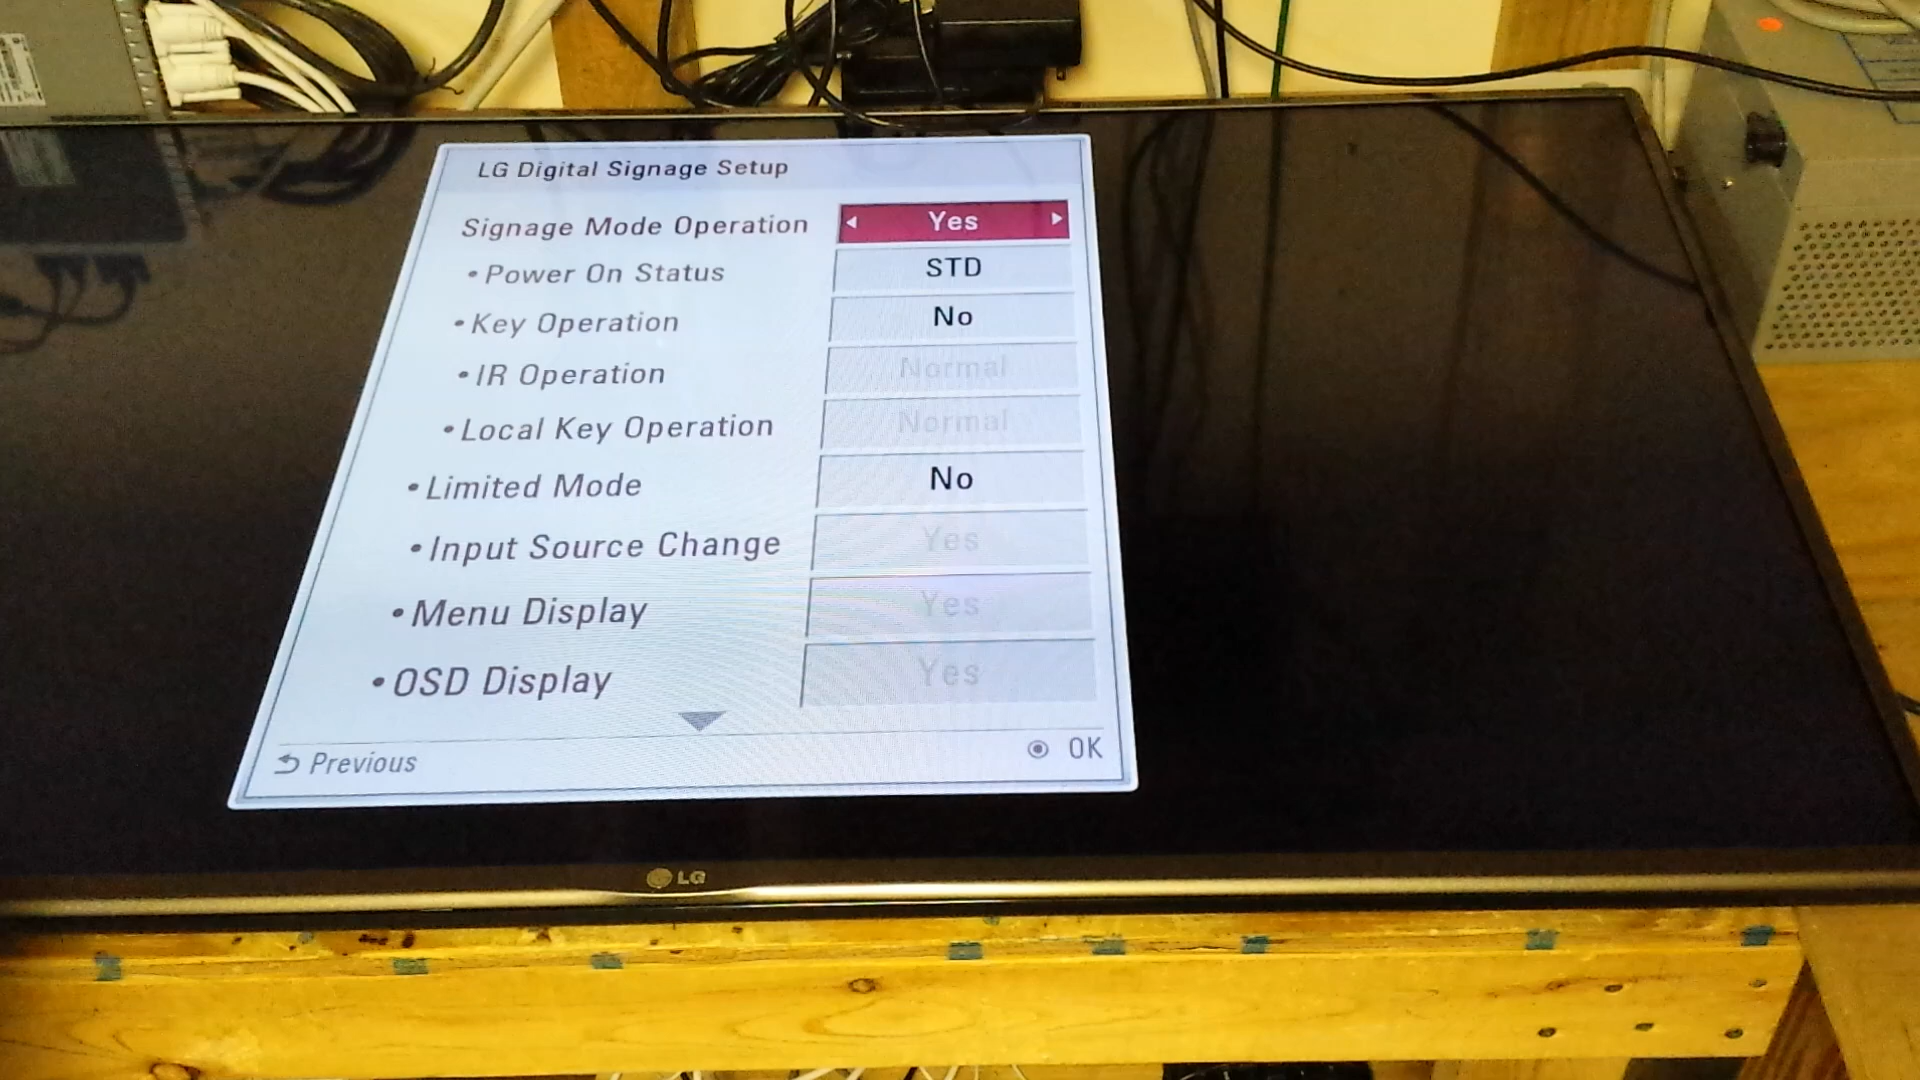 LG Digital Signage Setup
Signage Mode Operation Yes
• Power On Status STD
• Key Operation No
• IR Operation Normal
• Local Key Operation Normal
• Limited Mode No
• Input Source Change Yes
• Menu Display Yes
• OSD Display Yes
Previous OK
LG